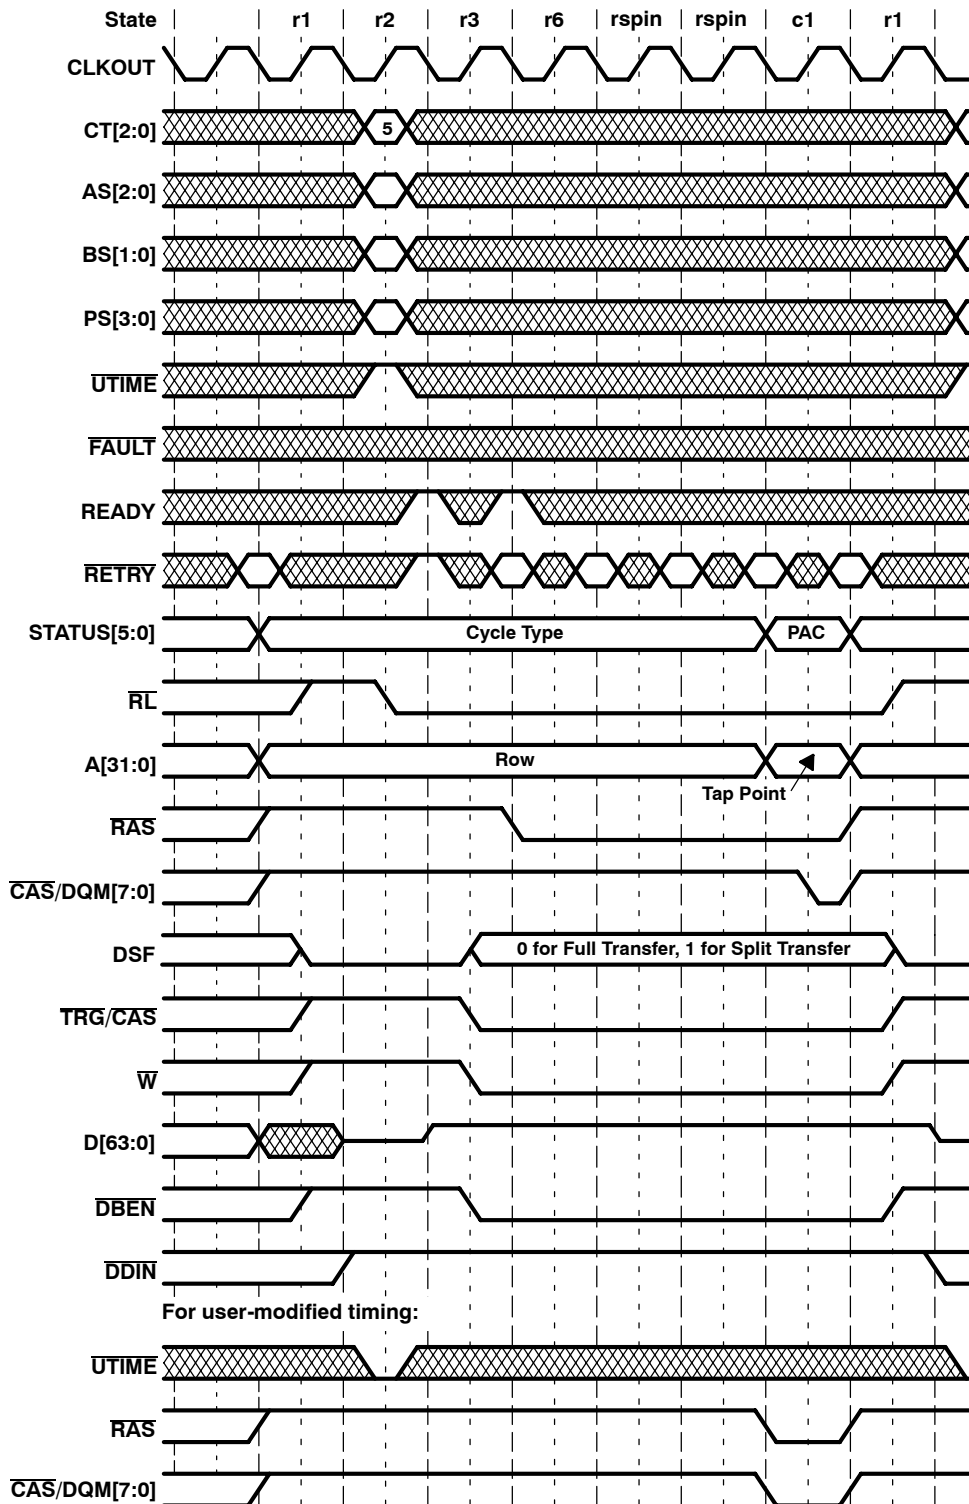 State r1 r2 r3 r6 rspin rspin c1 r1
CLKOUT
CT[2:0] 5
AS[2:0]
BS[1:0]
PS[3:0]
UTIME
FAULT
READY
RETRY
STATUS[5:0] Cycle Type PAC
RL
A[31:0] Row
Tap Point
RAS
CAS/DQM[7:0]
DSF 0 for Full Transfer, 1 for Split Transfer
TRG/CAS
W
D[63:0]
DBEN
DDIN
For user-modified timing:
UTIME
RAS
CAS/DQM[7:0]